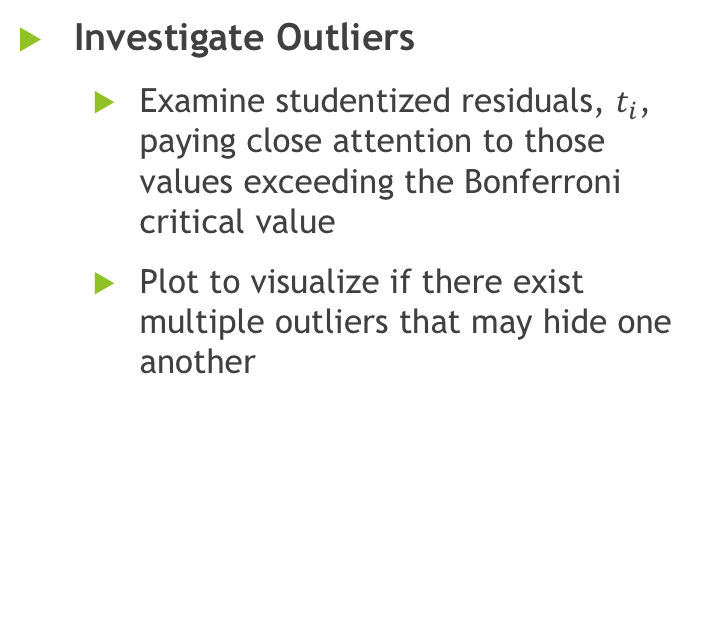 Investigate Outliers
Examine studentized residuals, tᵢ,
paying close attention to those
values exceeding the Bonferroni
critical value
Plot to visualize if there exist
multiple outliers that may hide one
another